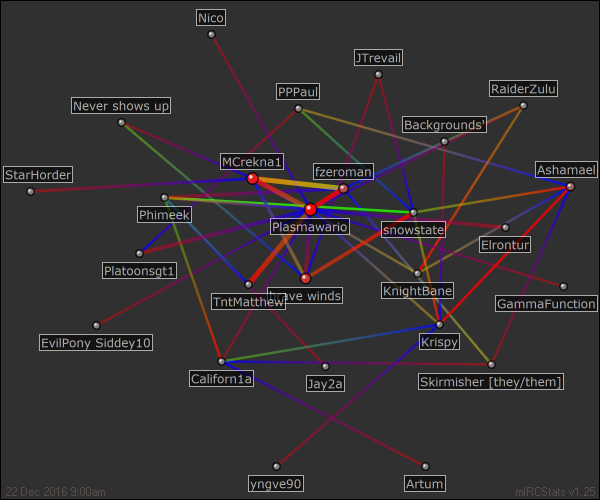 Nico
JTrevail
PPPaul
RaiderZulu
Never shows up
Backgrounds'
MCrekna1
fzeroman
StarHorder
Ashamael
Phimeek
Plasmawario
snowstate
Elrontur
Platoonsgt1
KnightBane
GammaFunction
TntMatthew
brave winds
EvilPony Siddey10
Krispy
Californ1a
Jay2a
Skirmisher [they/them]
yngve90
Artum
22 Dec 2016 9:00am
mIRCStats v1.25